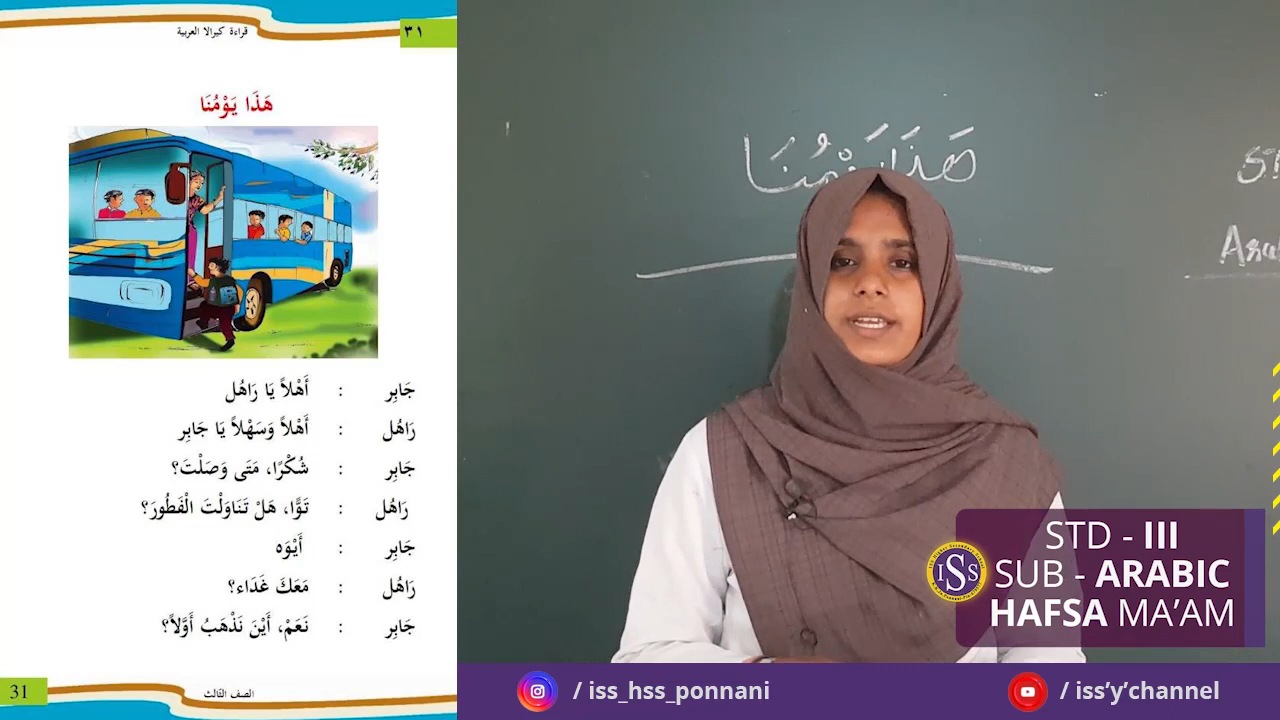 قراءة كيرالا العربية
٣١
هَذَا يَوْمُنَا
جَابِر : أَهْلاً يَا رَاهُل
رَاهُل : أَهْلاً وَسَهْلاً يَا جَابِر
جَابِر : شُكْرًا، مَتَى وَصَلْتَ؟
رَاهُل : تَوًّا، هَلْ تَنَاوَلْتَ الْفَطُورَ؟
جَابِر : أَيْوَه
رَاهُل : مَعَكَ غَدَاء؟
جَابِر : نَعَمْ، أَيْنَ نَذْهَبُ أَوَّلاً؟
31
الصف الثالث
هَذَا يَوْمُنَا
STD - III
ISS
SUB - ARABIC
HAFSA MA’AM
/ iss_hss_ponnani
/ iss’y’channel